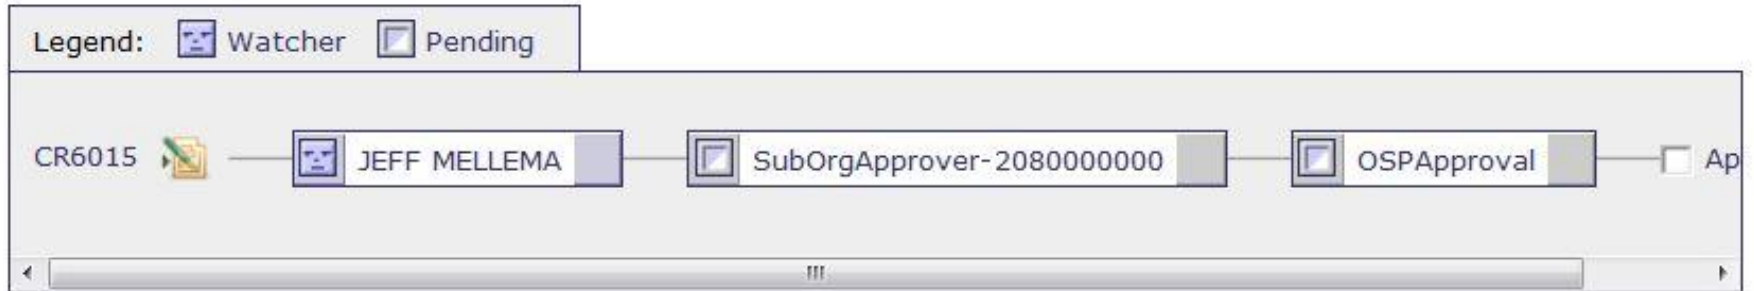 Legend: Watcher Pending
CR6015 JEFF MELLEMA SubOrgApprover-2080000000 OSPApproval Ap